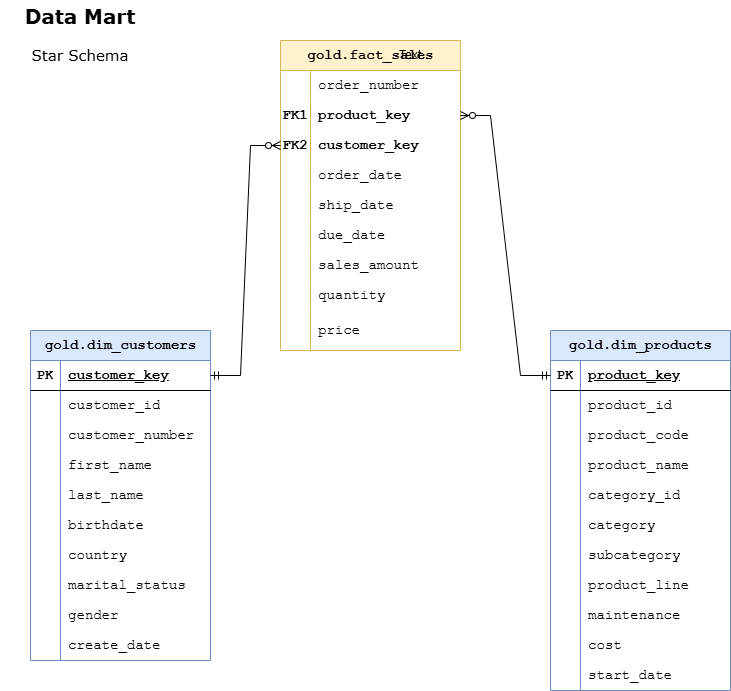 Data Mart
Star Schema
gold.fact_sales
Text
order_number
FK1 product_key
FK2 customer_key
order_date
ship_date
due_date
sales_amount
quantity
price
gold.dim_customers
PK customer_key
customer_id
customer_number
first_name
last_name
birthdate
country
marital_status
gender
create_date
gold.dim_products
PK product_key
product_id
product_code
product_name
category_id
category
subcategory
product_line
maintenance
cost
start_date